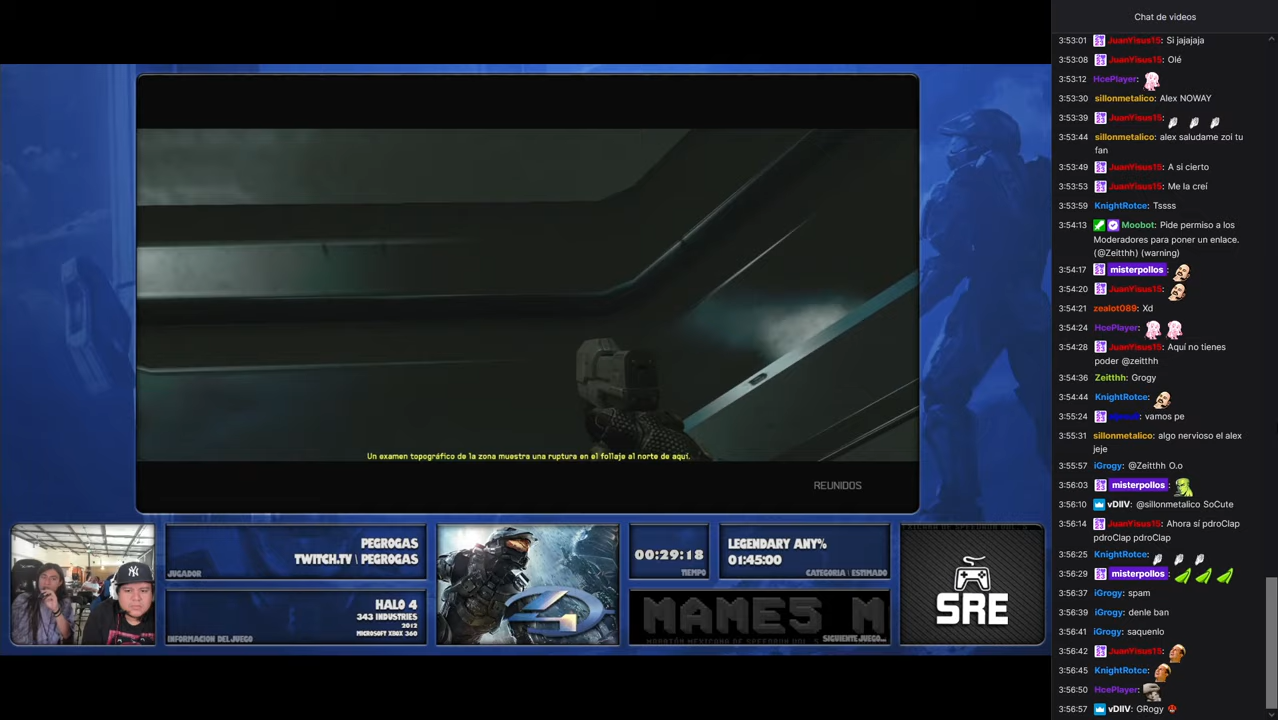 Un examen topográfico de la zona muestra una ruptura en el follaje al norte de aquí.
REUNIDOS
PEGROGAS
TWITCH.TV \ PEGROGAS
JUGADOR
HALO 4
343 INDUSTRIES
2012
MICROSOFT XBOX 360
INFORMACION DEL JUEGO
4
00:29:18
TIEMPO
LEGENDARY ANY%
01:45:00
CATEGORIA \ ESTIMADO
MAME5 M
MARATÓN MEXICANO DE SPEEDRUN VOL. 5
SIGUIENTE JUEGO...
SRE
Chat de videos
3:53:01 JuanYisus15: Si jajajaja
3:53:08 JuanYisus15: Olé
3:53:12 HcePlayer:
3:53:30 sillonmetalico: Alex NOWAY
3:53:39 JuanYisus15:
3:53:44 sillonmetalico: alex saludame zoi tu
fan
3:53:49 JuanYisus15: A si cierto
3:53:53 JuanYisus15: Me la creí
3:53:59 KnightRotce: Tssss
3:54:13 Moobot: Pide permiso a los
Moderadores para poner un enlace.
(@Zeitthh) (warning)
3:54:17 misterpollos:
3:54:20 JuanYisus15:
3:54:21 zealot089: Xd
3:54:24 HcePlayer:
3:54:28 JuanYisus15: Aquí no tienes
poder @zeitthh
3:54:36 Zeitthh: Grogy
3:54:44 KnightRotce:
3:55:24 : vamos pe
3:55:31 sillonmetalico: algo nervioso el alex
jeje
3:55:57 iGrogy: @Zeitthh O.o
3:56:03 misterpollos:
3:56:10 vDIIV: @sillonmetalico SoCute
3:56:14 JuanYisus15: Ahora sí pdroClap
pdroClap pdroClap
3:56:25 KnightRotce:
3:56:29 misterpollos:
3:56:37 iGrogy: spam
3:56:39 iGrogy: denle ban
3:56:41 iGrogy: saquenlo
3:56:42 JuanYisus15:
3:56:45 KnightRotce:
3:56:50 HcePlayer:
3:56:57 vDIIV: GRogy